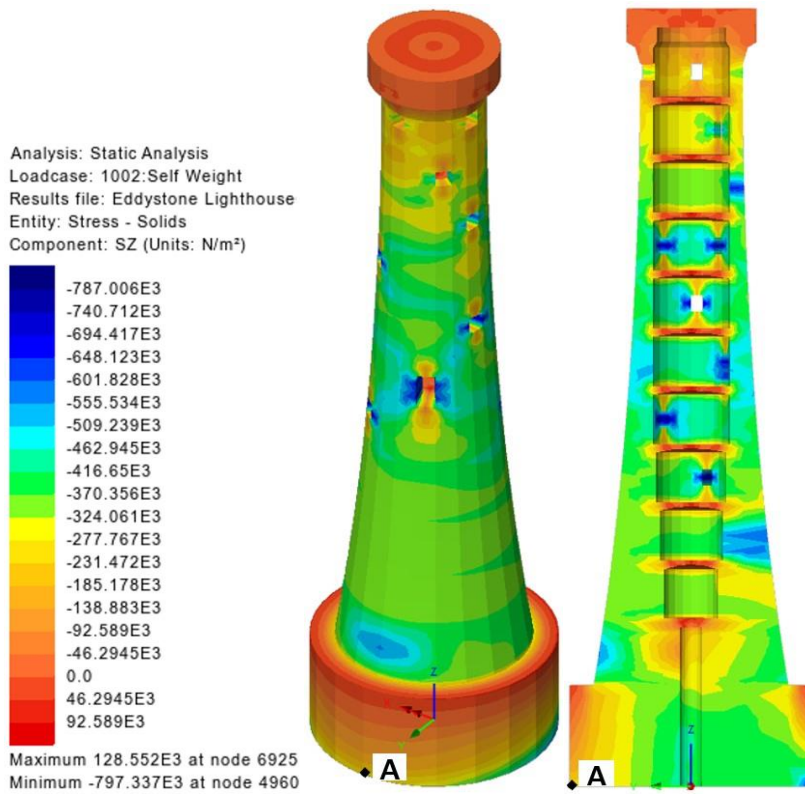 Analysis: Static Analysis
Loadcase: 1002:Self Weight
Results file: Eddystone Lighthouse
Entity: Stress - Solids
Component: SZ (Units: N/m²)
-787.006E3
-740.712E3
-694.417E3
-648.123E3
-601.828E3
-555.534E3
-509.239E3
-462.945E3
-416.65E3
-370.356E3
-324.061E3
-277.767E3
-231.472E3
-185.178E3
-138.883E3
-92.589E3
-46.2945E3
0.0
46.2945E3
92.589E3
Maximum 128.552E3 at node 6925
Minimum -797.337E3 at node 4960
Z
X
Y
A
Z
Y
A